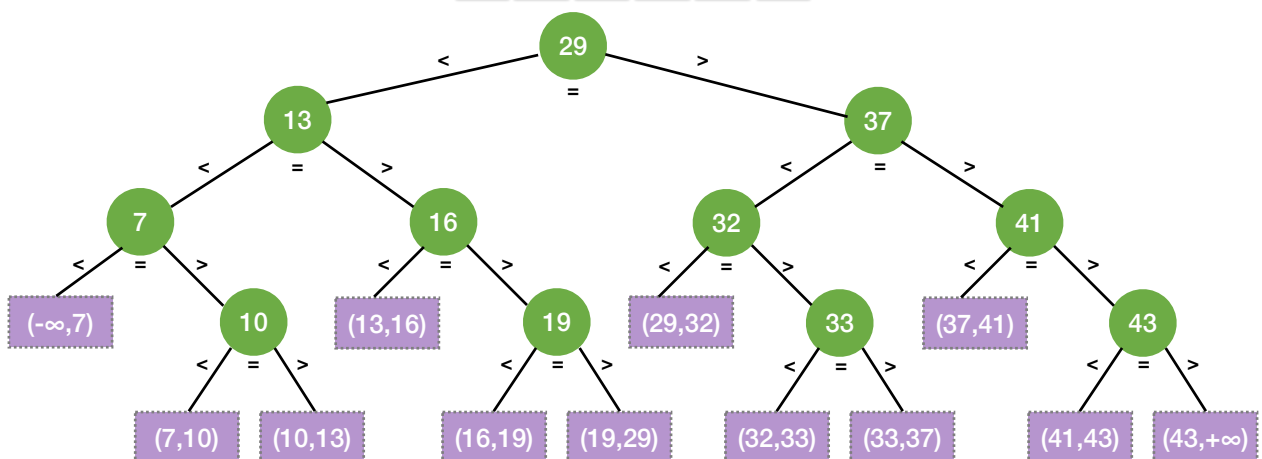 29
< >
=
13 37
< = > < = >
7 16 32 41
< = > < = > < = > < = >
(-∞,7) 10 (13,16) 19 (29,32) 33 (37,41) 43
< = > < = > < = > < = >
(7,10) (10,13) (16,19) (19,29) (32,33) (33,37) (41,43) (43,+∞)